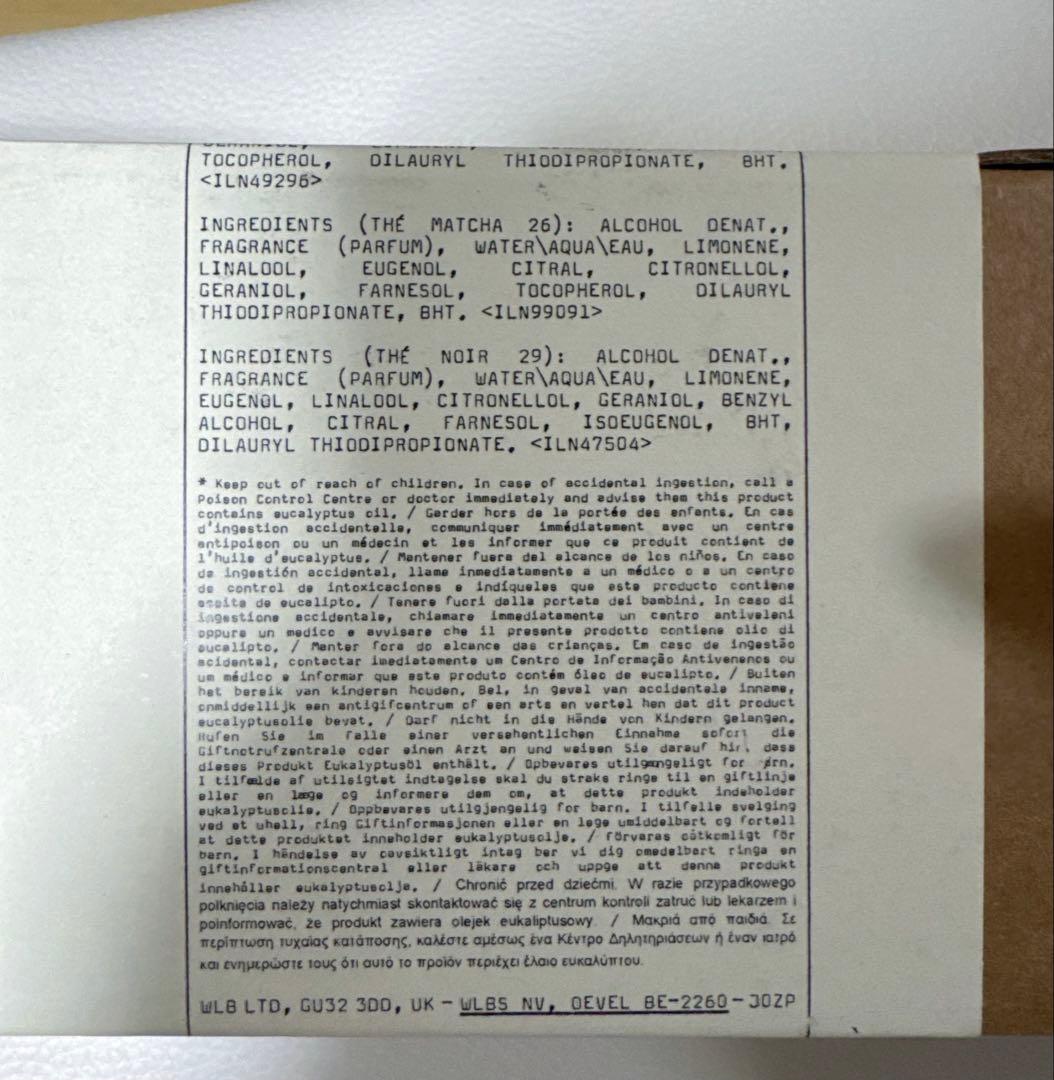 TOCOPHEROL, DILAURYL THIODIPROPIONATE, BHT.
<ILN49296>
INGREDIENTS (THÉ MATCHA 26): ALCOHOL DENAT.,
FRAGRANCE (PARFUM), WATER\AQUA\EAU, LIMONENE,
LINALOOL, EUGENOL, CITRAL, CITRONELLOL,
GERANIOL, FARNESOL, TOCOPHEROL, DILAURYL
THIODIPROPIONATE, BHT. <ILN99091>
INGREDIENTS (THÉ NOIR 29): ALCOHOL DENAT.,
FRAGRANCE (PARFUM), WATER\AQUA\EAU, LIMONENE,
EUGENOL, LINALOOL, CITRONELLOL, GERANIOL, BENZYL
ALCOHOL, CITRAL, FARNESOL, ISOEUGENOL, BHT,
DILAURYL THIODIPROPIONATE. <ILN47504>
* Keep out of reach of children. In case of accidental ingestion, call a
Poison Control Centre or doctor immediately and advise them this product
contains eucalyptus oil. / Garder hors de la portée des enfants. En cas
d'ingestion accidentelle, communiquer immédiatement avec un centre
antipoison ou un médecin et les informer que ce produit contient de
l'huile d'eucalyptus. / Mantener fuera del alcance de los niños. En caso
de ingestión accidental, llame inmediatamente a un médico o a un centro
de control de intoxicaciones e indíqueles que este producto contiene
aceite de eucalipto. / Tenere fuori dalla portata dei bambini. In caso di
ingestione accidentale, chiamare immediatamente un centro antiveleni
oppure un medico e avvisare che il presente prodotto contiene olio di
eucalipto. / Manter fora do alcance das crianças. Em caso de ingestão
acidental, contactar imediatamente um Centro de Informação Antivenenos ou
um médico e informar que este produto contém óleo de eucalipto. / Buiten
het bereik van kinderen houden. Bel, in geval van accidentele inname,
onmiddellijk een antigifcentrum of een arts en vertel hen dat dit product
eucalyptusolie bevat. / Darf nicht in die Hände von Kindern gelangen.
Rufen Sie im Falle einer versehentlichen Einnahme sofort die
Giftnotrufzentrale oder einen Arzt an und weisen Sie darauf hin, dass
dieses Produkt Eukalyptusöl enthält. / Opbevares utilgængeligt for ørn.
I tilfælde af utilsigtet indtagelse skal du straks ringe til en giftlinje
eller en læge og informere dem om, at dette produkt indeholder
eukalyptusolie. / Oppbevares utilgjengelig for barn. I tilfelle svelging
ved et uhell, ring Giftinformasjonen eller en lege umiddelbart og fortell
at dette produktet inneholder eukalyptusolje. / Förvaras oåtkomligt för
barn. I händelse av oavsiktligt intag ber vi dig omedelbart ringa en
giftinformationscentral eller läkare och uppge att denna produkt
innehåller eukalyptusolja. / Chronić przed dziećmi. W razie przypadkowego
połknięcia należy natychmiast skontaktować się z centrum kontroli zatruć lub lekarzem i
poinformować, że produkt zawiera olejek eukaliptusowy. / Μακριά από παιδιά. Σε
περίπτωση τυχαίας κατάποσης, καλέστε αμέσως ένα Κέντρο Δηλητηριάσεων ή έναν ιατρό
και ενημερώστε τους ότι αυτό το προϊόν περιέχει έλαιο ευκαλύπτου.
WLB LTD, GU32 3DD, UK - WLBS NV, OEVEL BE-2260-30ZP